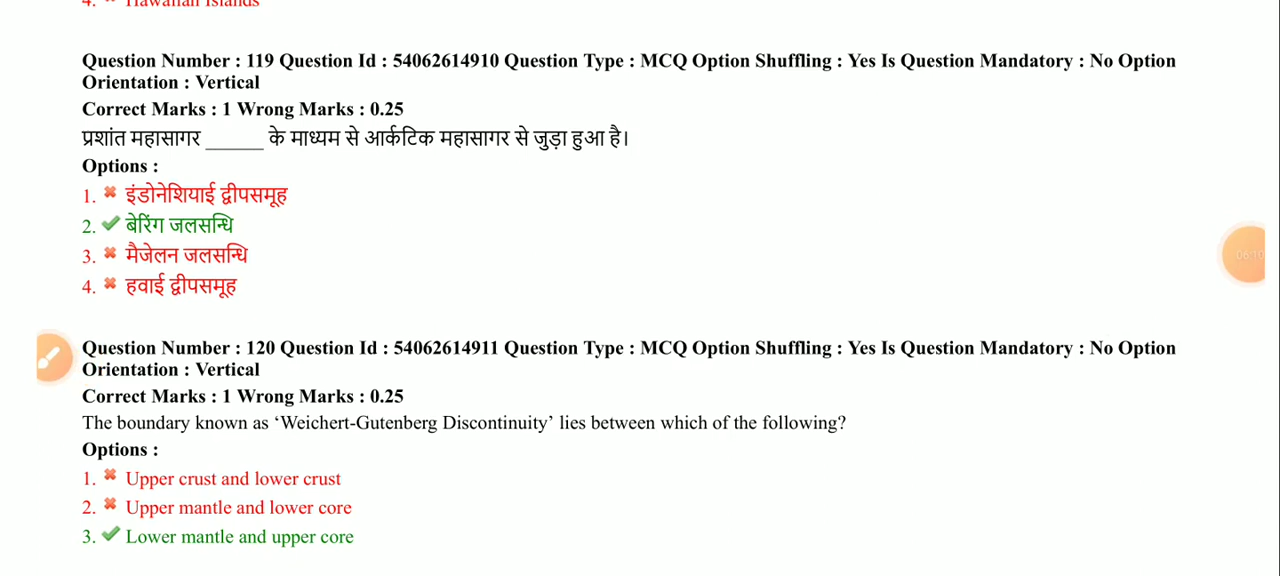 4. Hawaiian Islands
Question Number : 119 Question Id : 54062614910 Question Type : MCQ Option Shuffling : Yes Is Question Mandatory : No Option
Orientation : Vertical
Correct Marks : 1 Wrong Marks : 0.25
प्रशांत महासागर ______ के माध्यम से आर्कटिक महासागर से जुड़ा हुआ है।
Options :
1. इंडोनेशियाई द्वीपसमूह
2. बेरिंग जलसन्धि
3. मैजेलन जलसन्धि
4. हवाई द्वीपसमूह
06:10
Question Number : 120 Question Id : 54062614911 Question Type : MCQ Option Shuffling : Yes Is Question Mandatory : No Option
Orientation : Vertical
Correct Marks : 1 Wrong Marks : 0.25
The boundary known as ‘Weichert-Gutenberg Discontinuity’ lies between which of the following?
Options :
1. Upper crust and lower crust
2. Upper mantle and lower core
3. Lower mantle and upper core